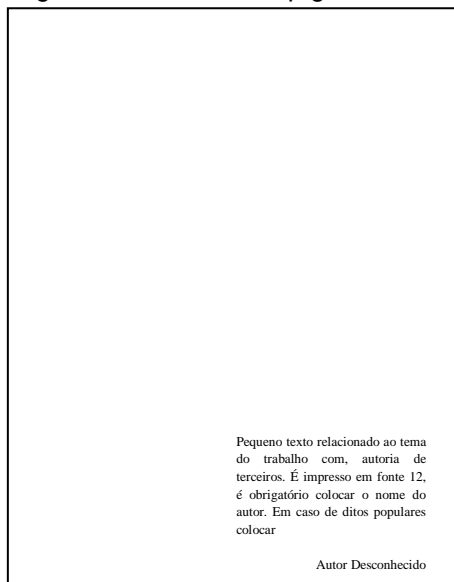 Pequeno texto relacionado ao tema
do trabalho com, autoria de
terceiros. É impresso em fonte 12,
é obrigatório colocar o nome do
autor. Em caso de ditos populares
colocar
Autor Desconhecido